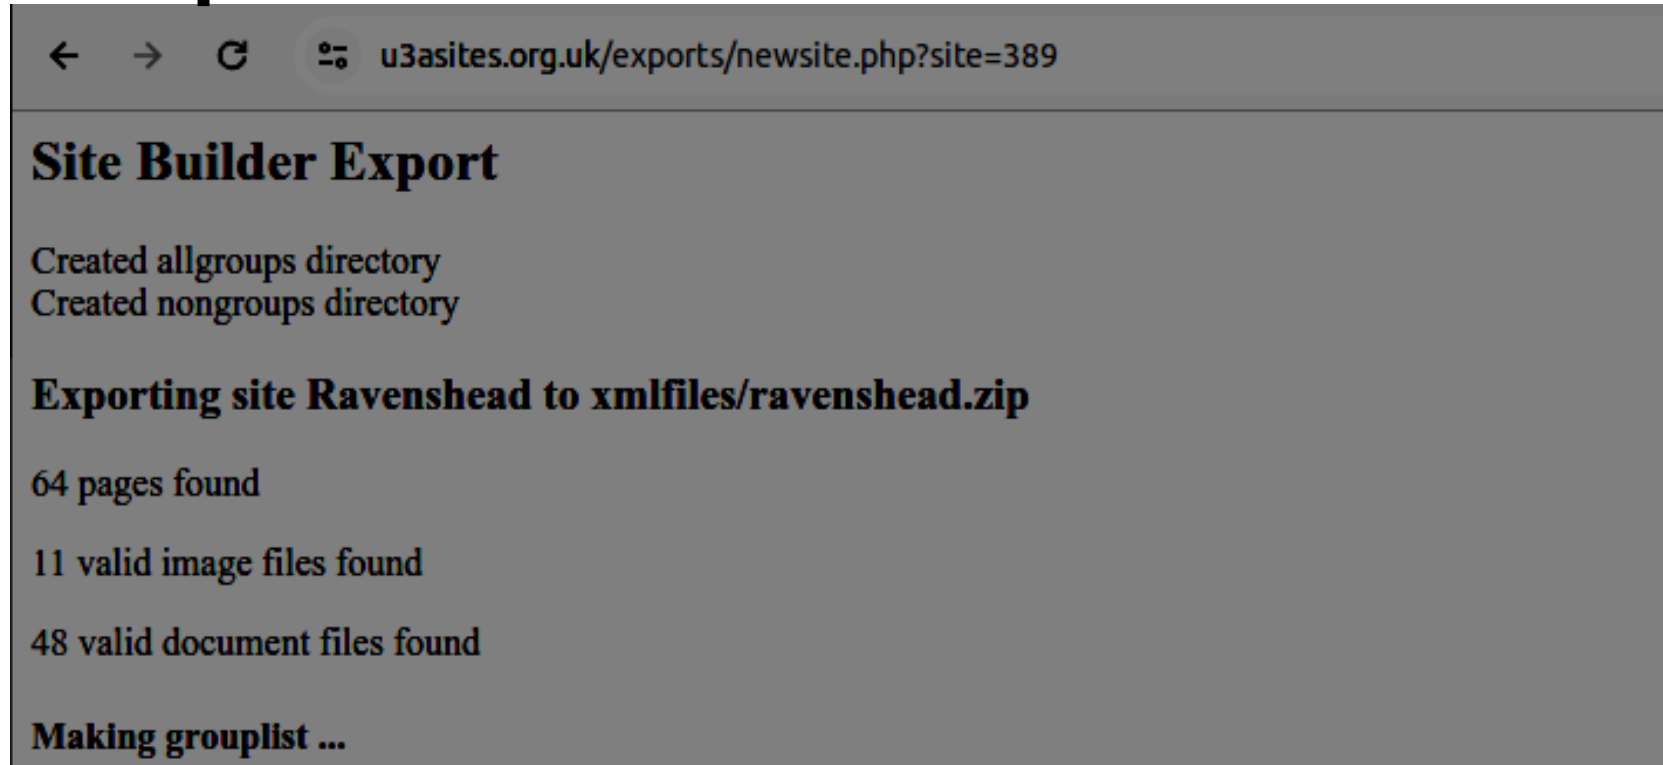 u3asites.org.uk/exports/newsite.php?site=389
Site Builder Export
Created allgroups directory
Created nongroups directory
Exporting site Ravenshead to xmlfiles/ravenshead.zip
64 pages found
11 valid image files found
48 valid document files found
Making grouplist ...